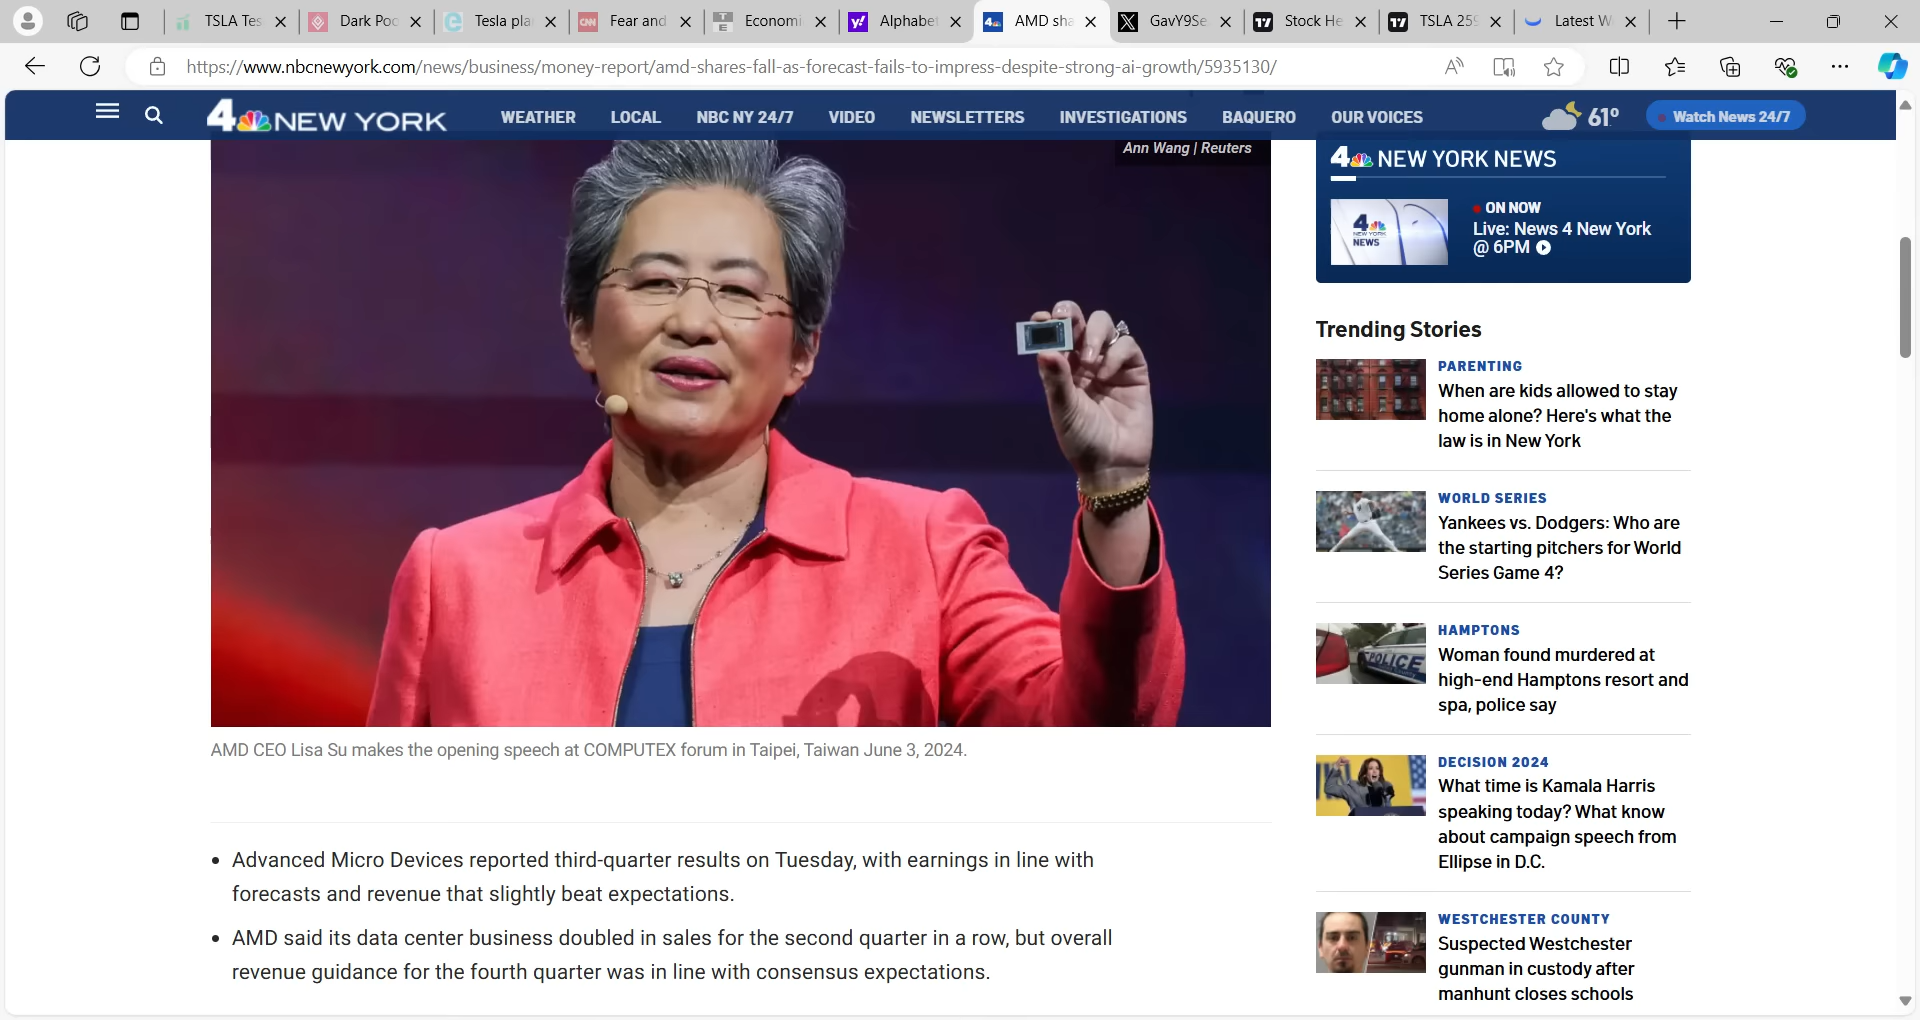 TSLA Tes
Dark Poo
Tesla pla
Fear and
Economi
Alphabet
AMD sha
GavY9Se
Stock He
TSLA 259
Latest W
https://www.nbcnewyork.com/news/business/money-report/amd-shares-fall-as-forecast-fails-to-impress-despite-strong-ai-growth/5935130/
4 NEW YORK
WEATHER
LOCAL
NBC NY 24/7
VIDEO
NEWSLETTERS
INVESTIGATIONS
BAQUERO
OUR VOICES
61°
Watch News 24/7
Ann Wang | Reuters
AMD CEO Lisa Su makes the opening speech at COMPUTEX forum in Taipei, Taiwan June 3, 2024.
Advanced Micro Devices reported third-quarter results on Tuesday, with earnings in line with
forecasts and revenue that slightly beat expectations.
AMD said its data center business doubled in sales for the second quarter in a row, but overall
revenue guidance for the fourth quarter was in line with consensus expectations.
4 NEW YORK NEWS
4 NEW YORK NEWS
ON NOW
Live: News 4 New York
@ 6PM
Trending Stories
PARENTING
When are kids allowed to stay
home alone? Here's what the
law is in New York
WORLD SERIES
Yankees vs. Dodgers: Who are
the starting pitchers for World
Series Game 4?
POLICE
HAMPTONS
Woman found murdered at
high-end Hamptons resort and
spa, police say
DECISION 2024
What time is Kamala Harris
speaking today? What know
about campaign speech from
Ellipse in D.C.
WESTCHESTER COUNTY
Suspected Westchester
gunman in custody after
manhunt closes schools